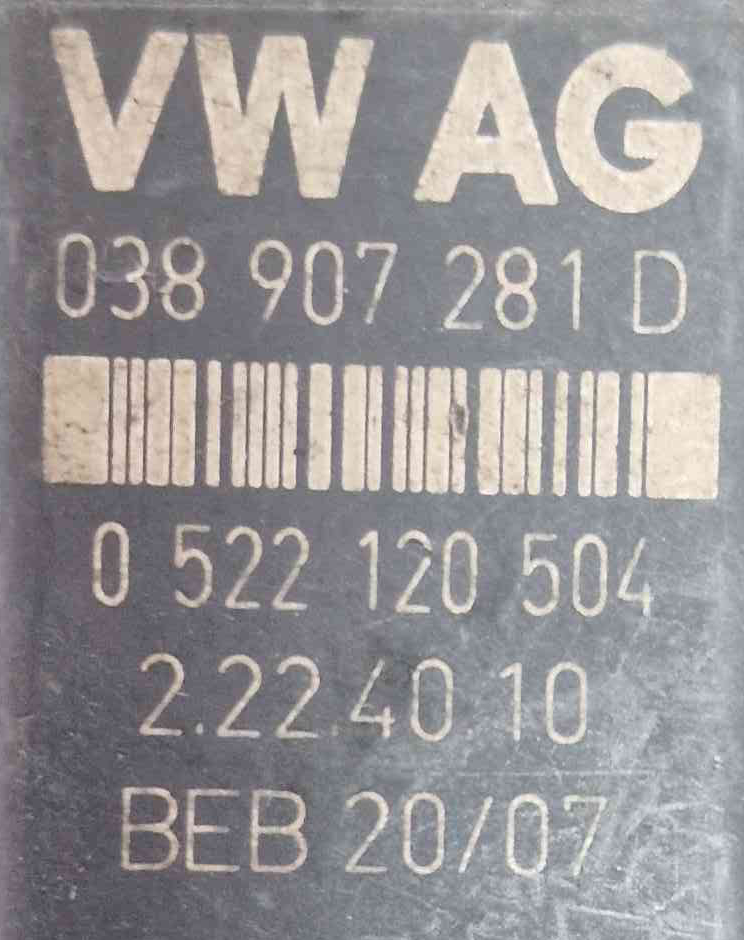 VW AG
038 907 281 D
0 522 120 504
2.22.40 10
BEB 20/07